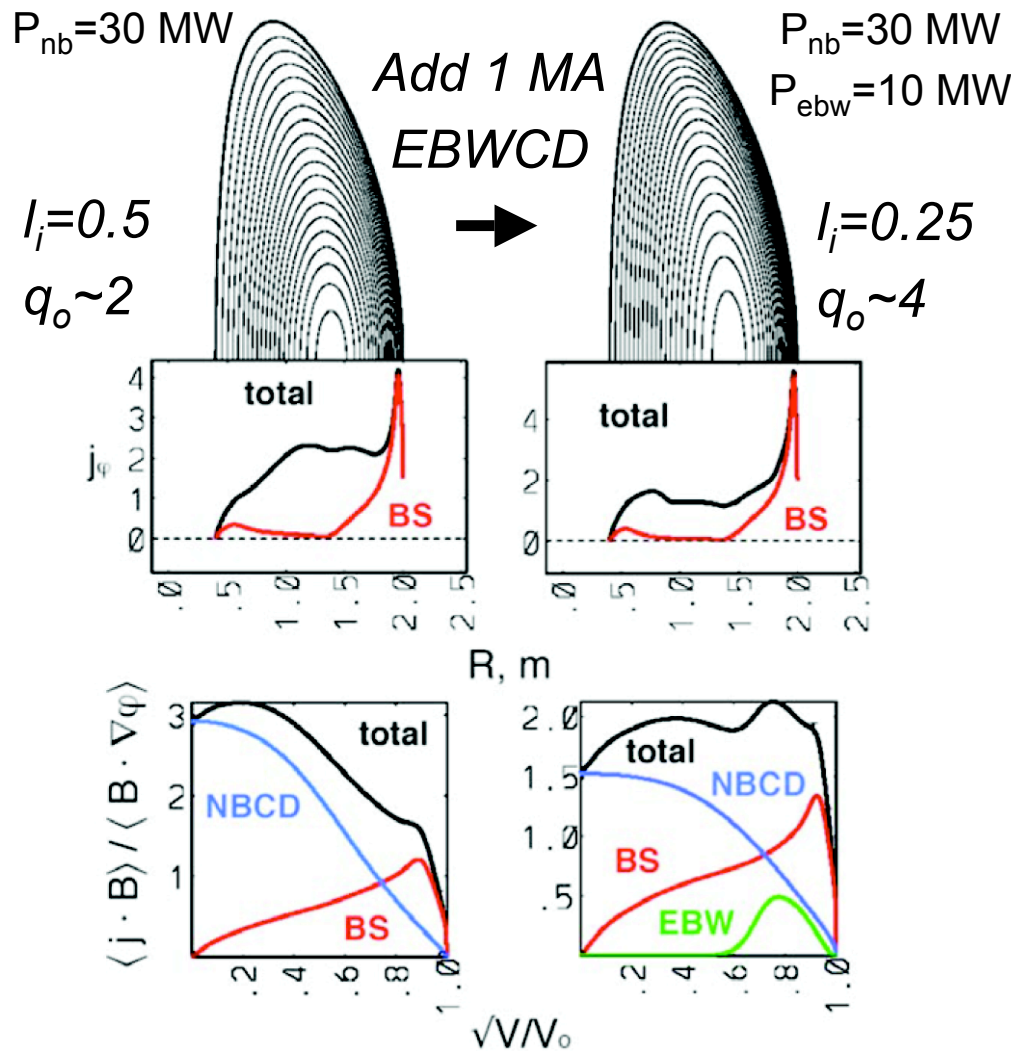 P_nb=30 MW
Add 1 MA
EBWCD
P_nb=30 MW
P_ebw=10 MW
l_i=0.5
q_o~2
l_i=0.25
q_o~4
j_φ
4
3
2
1
0
total
BS
.0
.5
1.0
1.5
2.0
2.5
4
2
0
total
BS
.0
.5
1.0
1.5
2.0
2.5
R, m
⟨j · B⟩/⟨B · ∇φ⟩
3
2
1
total
NBCD
BS
.2
.4
.6
.8
1.0
2.0
1.5
1.0
.5
total
NBCD
BS
EBW
.2
.4
.6
.8
1.0
√V/V_o